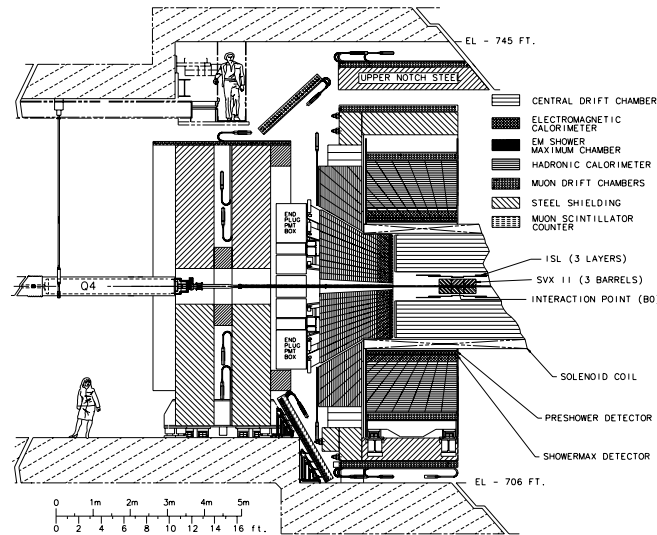 EL - 745 FT.
UPPER NOTCH STEEL
CENTRAL DRIFT CHAMBER
ELECTROMAGNETIC
CALORIMETER
EM SHOWER
MAXIMUM CHAMBER
HADRONIC CALORIMETER
MUON DRIFT CHAMBERS
STEEL SHIELDING
MUON SCINTILLATOR
COUNTER
END
PLUG
PMT
BOX
ISL (3 LAYERS)
SVX II (3 BARRELS)
INTERACTION POINT (B0)
Q4
END
PLUG
PMT
BOX
SOLENOID COIL
PRESHOWER DETECTOR
SHOWERMAX DETECTOR
EL - 706 FT.
0 1m 2m 3m 4m 5m
0 2 4 6 8 10 12 14 16 ft.